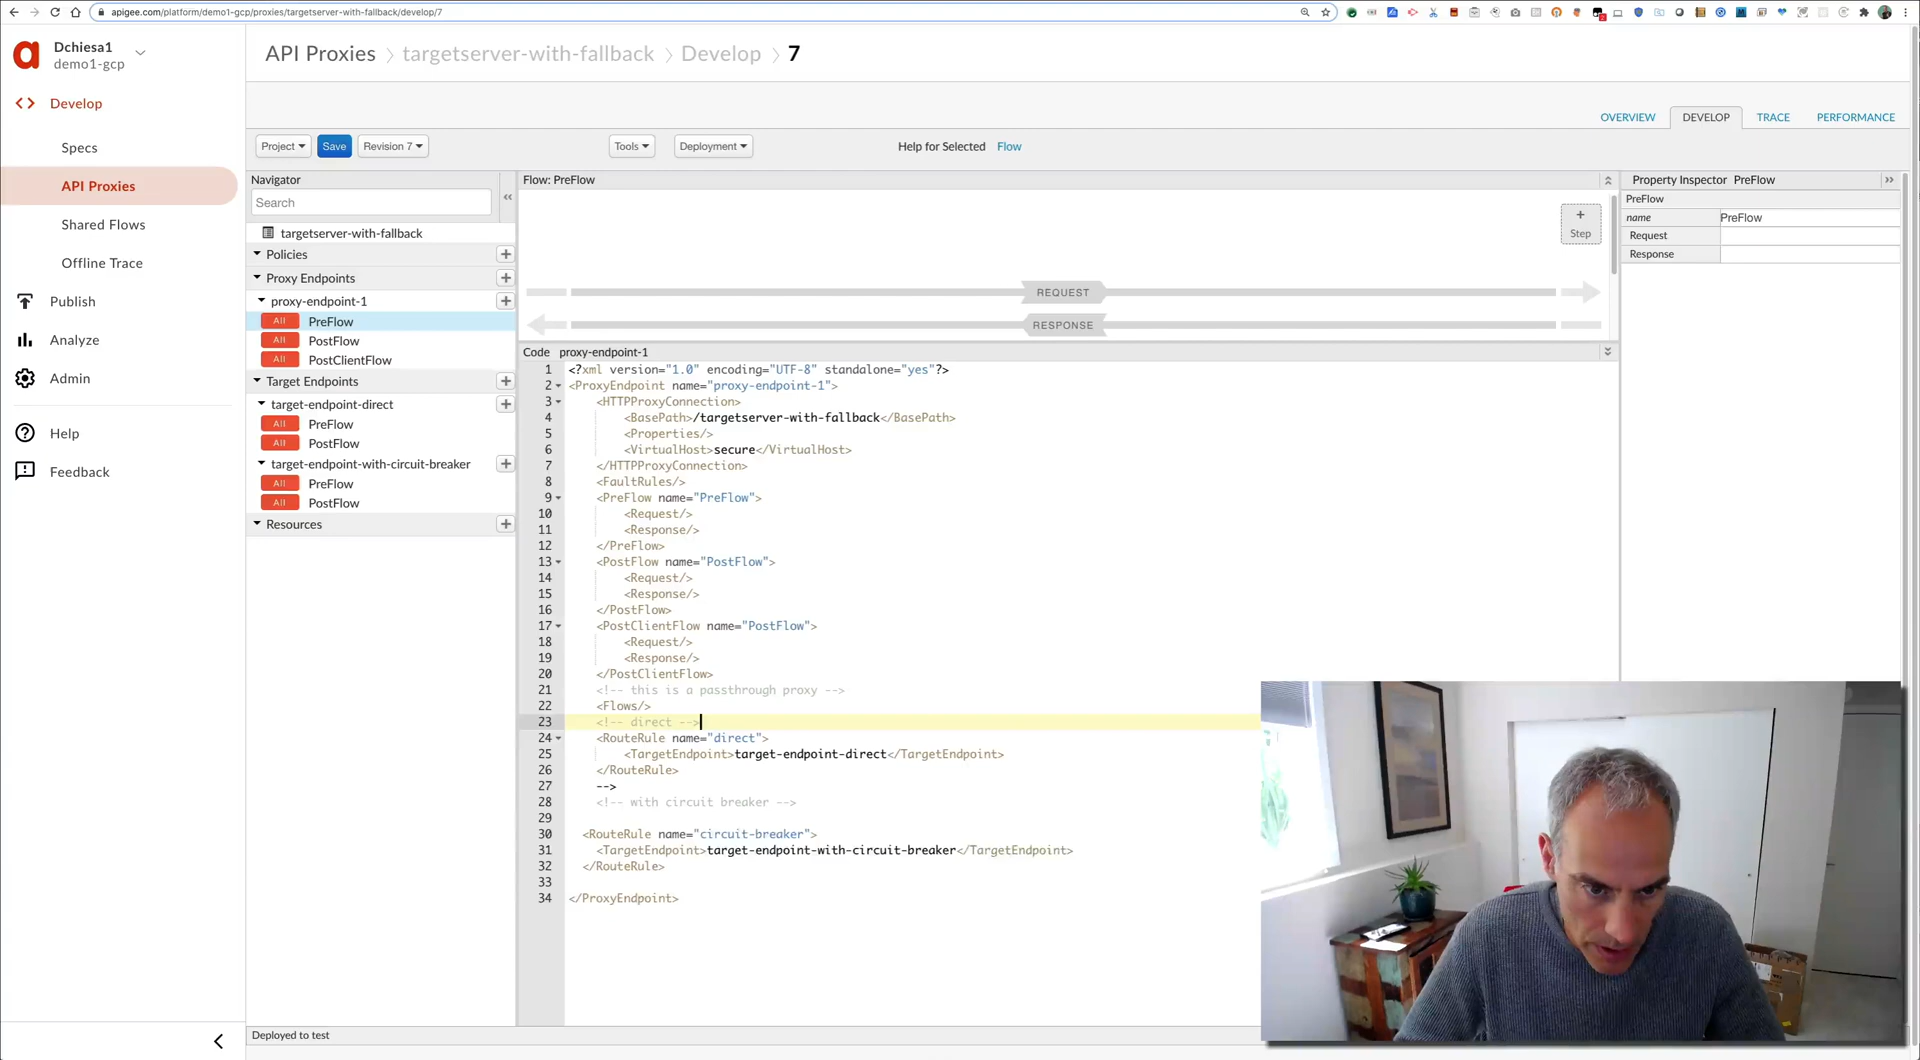 apigee.com/platform/demo1-gcp/proxies/targetserver-with-fallback/develop/7
Dchiesa1
demo1-gcp
Develop
Specs
API Proxies
Shared Flows
Offline Trace
Publish
Analyze
Admin
Help
Feedback
API Proxies > targetserver-with-fallback > Develop > 7
OVERVIEW DEVELOP TRACE PERFORMANCE
Project Save Revision 7 Tools Deployment Help for Selected Flow
Navigator
Search
targetserver-with-fallback
Policies
Proxy Endpoints
proxy-endpoint-1
All PreFlow
All PostFlow
All PostClientFlow
Target Endpoints
target-endpoint-direct
All PreFlow
All PostFlow
target-endpoint-with-circuit-breaker
All PreFlow
All PostFlow
Resources
Flow: PreFlow
+
Step
REQUEST
RESPONSE
Code proxy-endpoint-1
1 <?xml version="1.0" encoding="UTF-8" standalone="yes"?>
2 <ProxyEndpoint name="proxy-endpoint-1">
3 <HTTPProxyConnection>
4 <BasePath>/targetserver-with-fallback</BasePath>
5 <Properties/>
6 <VirtualHost>secure</VirtualHost>
7 </HTTPProxyConnection>
8 <FaultRules/>
9 <PreFlow name="PreFlow">
10 <Request/>
11 <Response/>
12 </PreFlow>
13 <PostFlow name="PostFlow">
14 <Request/>
15 <Response/>
16 </PostFlow>
17 <PostClientFlow name="PostFlow">
18 <Request/>
19 <Response/>
20 </PostClientFlow>
21 <!-- this is a passthrough proxy -->
22 <Flows/>
23 <!-- direct -->
24 <RouteRule name="direct">
25 <TargetEndpoint>target-endpoint-direct</TargetEndpoint>
26 </RouteRule>
27 -->
28 <!-- with circuit breaker -->
29
30 <RouteRule name="circuit-breaker">
31 <TargetEndpoint>target-endpoint-with-circuit-breaker</TargetEndpoint>
32 </RouteRule>
33
34 </ProxyEndpoint>
Property Inspector PreFlow
PreFlow
name PreFlow
Request
Response
Deployed to test